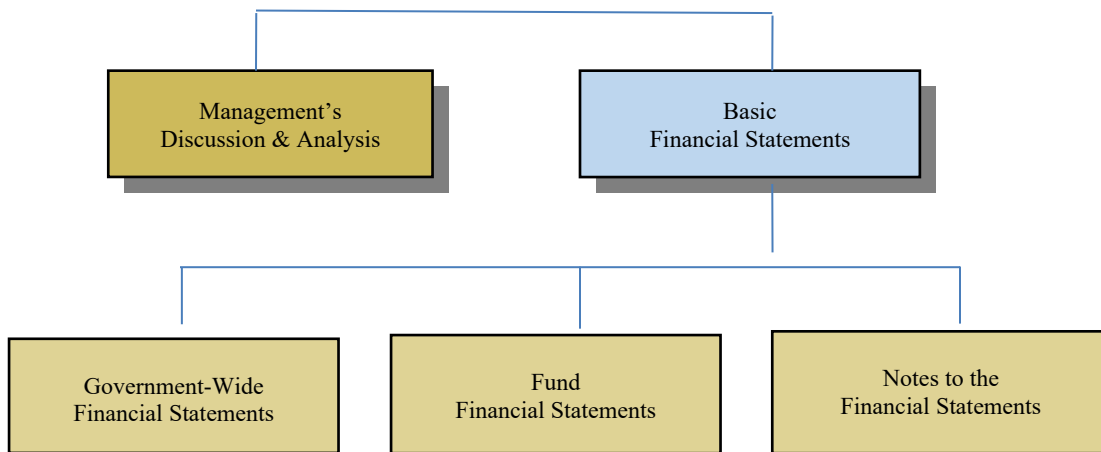 Management’s
Discussion & Analysis
Basic
Financial Statements
Government-Wide
Financial Statements
Fund
Financial Statements
Notes to the
Financial Statements